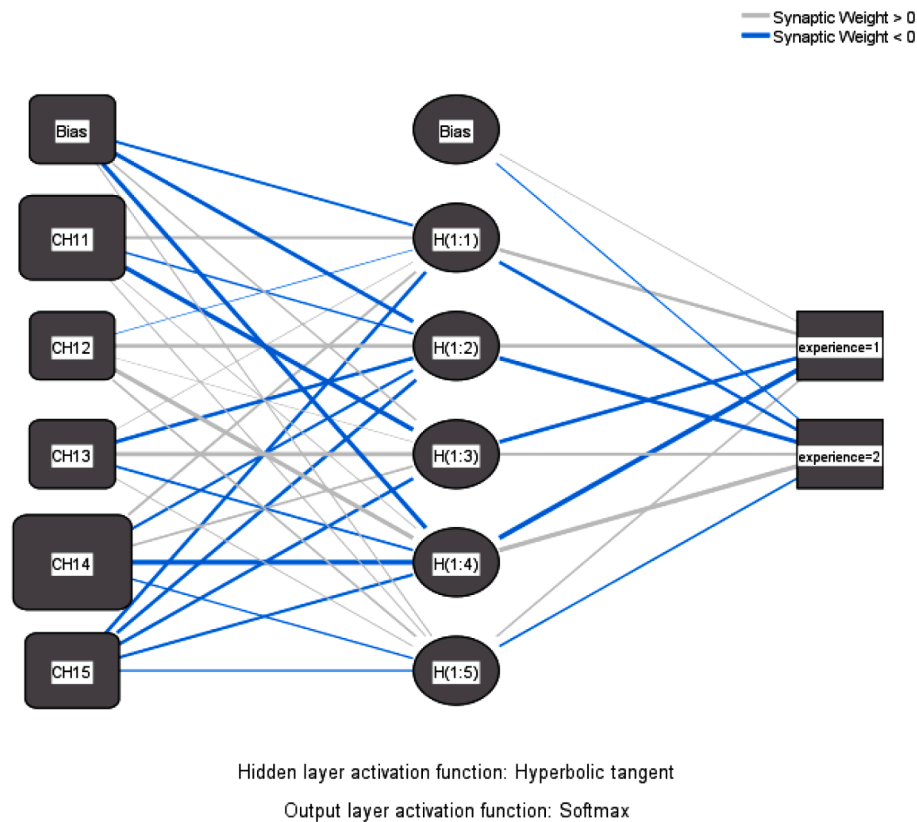 Synaptic Weight > 0
Synaptic Weight < 0
Bias
Bias
CH11
H(1:1)
CH12
H(1:2)
experience=1
CH13
H(1:3)
experience=2
CH14
H(1:4)
CH15
H(1:5)
Hidden layer activation function: Hyperbolic tangent
Output layer activation function: Softmax